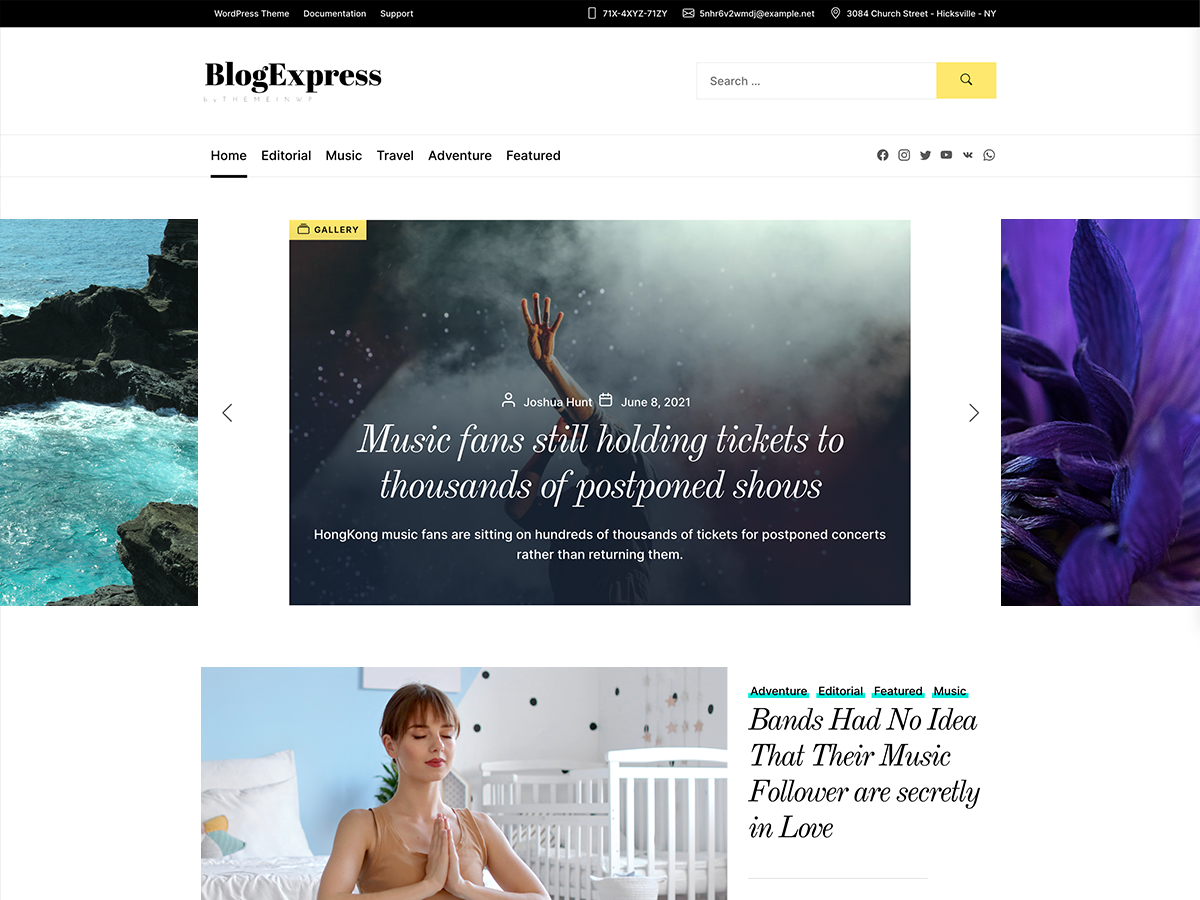 WordPress Theme Documentation Support 71X-4XYZ-71ZY 5nhr6v2wmdj@example.net 3084 Church Street - Hicksville - NY
BlogExpress
by THEMEINWP
Search ...
Home Editorial Music Travel Adventure Featured
GALLERY
Joshua Hunt June 8, 2021
Music fans still holding tickets to
thousands of postponed shows
HongKong music fans are sitting on hundreds of thousands of tickets for postponed concerts
rather than returning them.
Adventure Editorial Featured Music
Bands Had No Idea
That Their Music
Follower are secretly
in Love